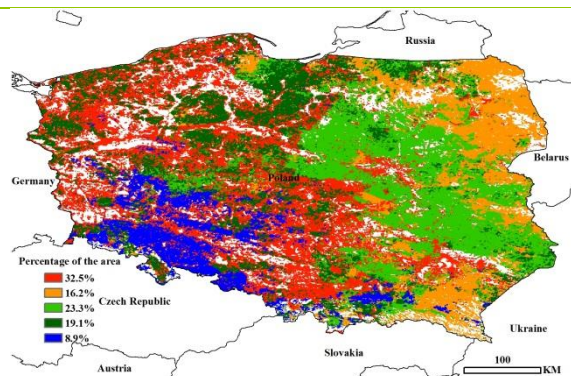 Russia
Belarus
Germany
Poland
Percentage of the area
32.5%
16.2%
23.3%
19.1%
8.9%
Czech Republic
Ukraine
Slovakia
Austria
100
KM